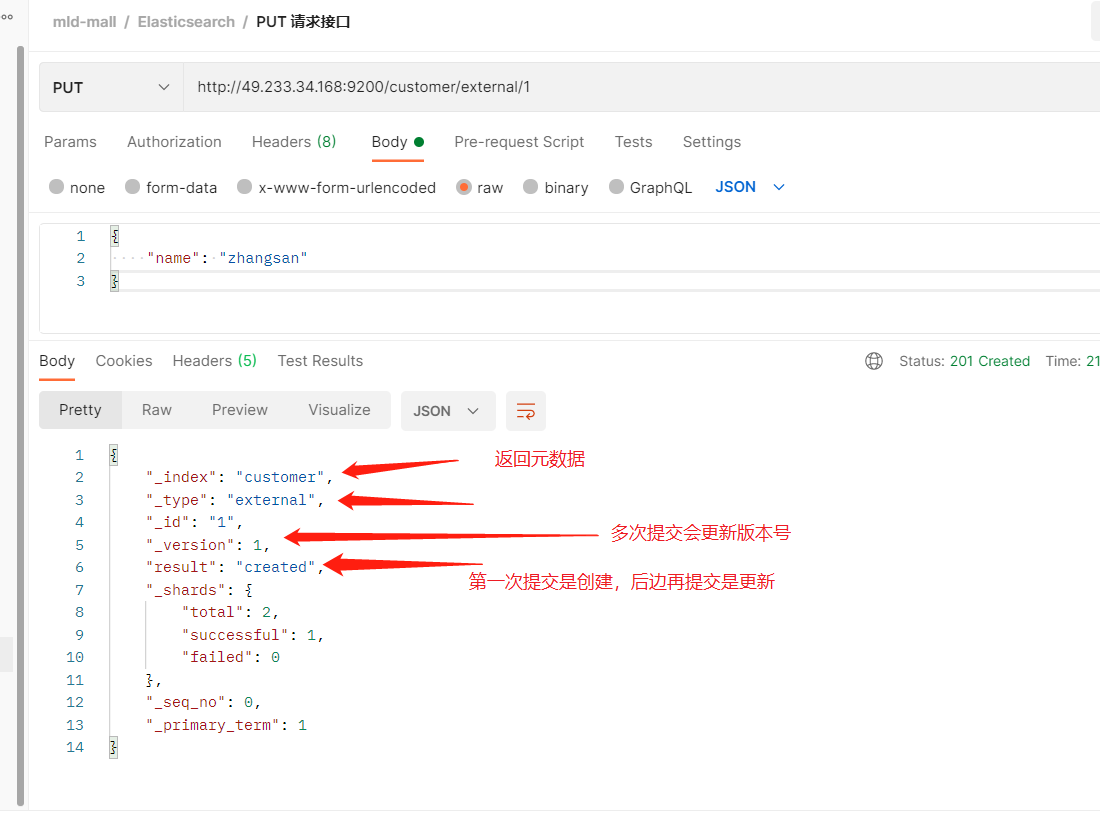 mld-mall / Elasticsearch / PUT 请求接口
PUT http://49.233.34.168:9200/customer/external/1
Params Authorization Headers (8) Body Pre-request Script Tests Settings
none form-data x-www-form-urlencoded raw binary GraphQL JSON
1 {
2 ····"name":·"zhangsan"
3 }
Body Cookies Headers (5) Test Results Status: 201 Created Time: 21
Pretty Raw Preview Visualize JSON
1 {
2 "_index": "customer", 返回元数据
3 "_type": "external",
4 "_id": "1",
5 "_version": 1, 多次提交会更新版本号
6 "result": "created", 第一次提交是创建，后边再提交是更新
7 "_shards": {
8 "total": 2,
9 "successful": 1,
10 "failed": 0
11 },
12 "_seq_no": 0,
13 "_primary_term": 1
14 }